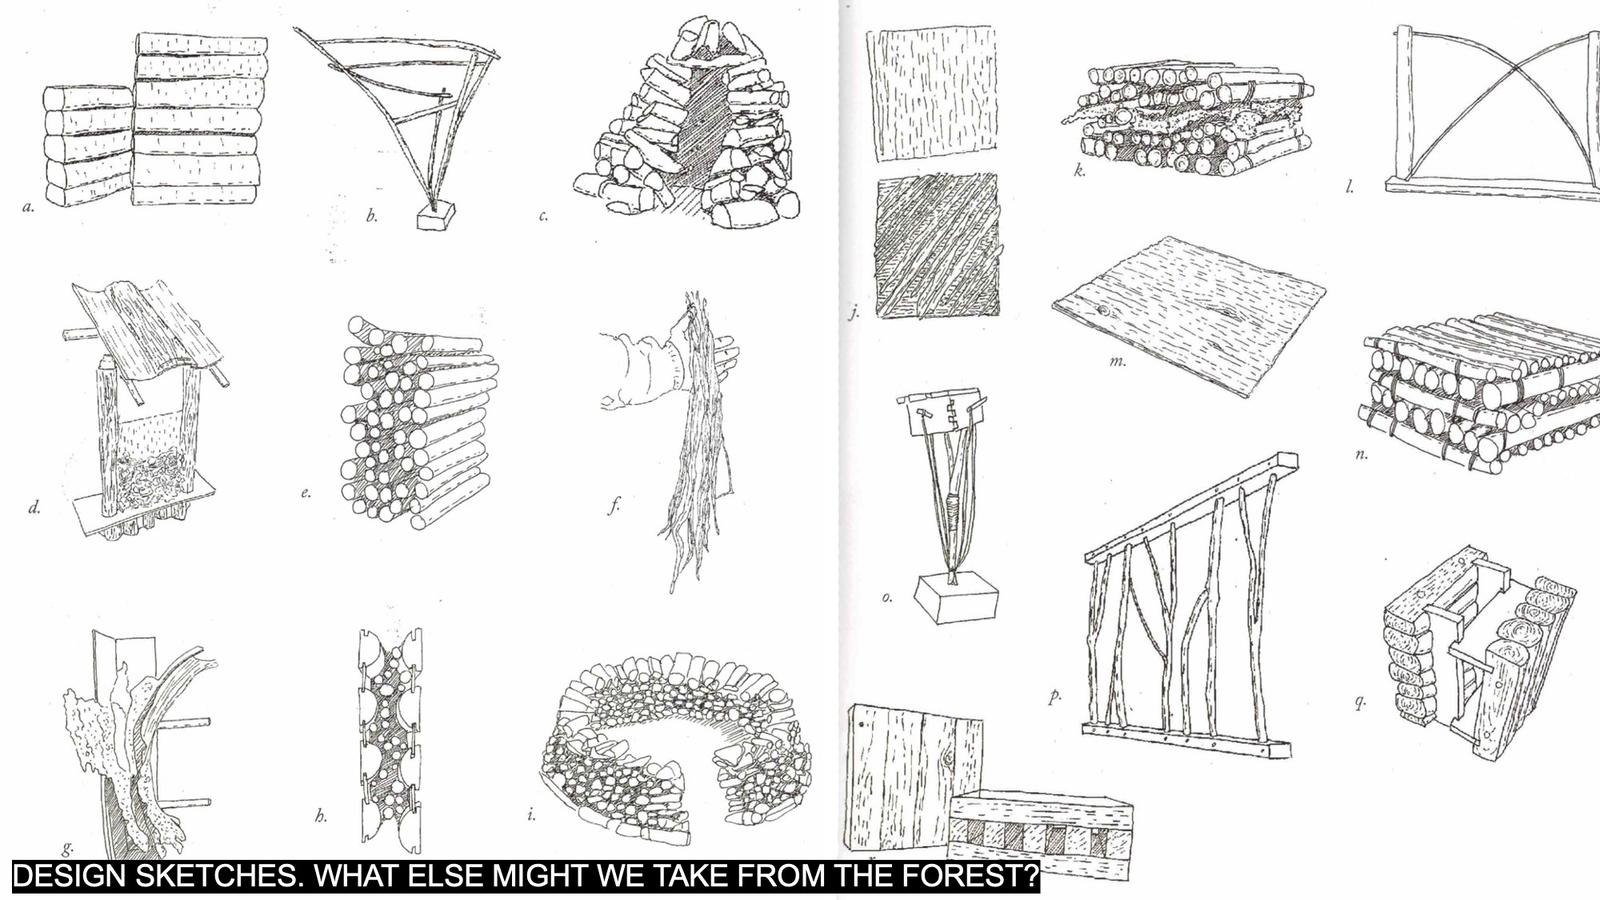 a.
b.
c.
d.
e.
f.
g.
h.
i.
j.
k.
l.
m.
n.
o.
p.
q.
DESIGN SKETCHES. WHAT ELSE MIGHT WE TAKE FROM THE FOREST?